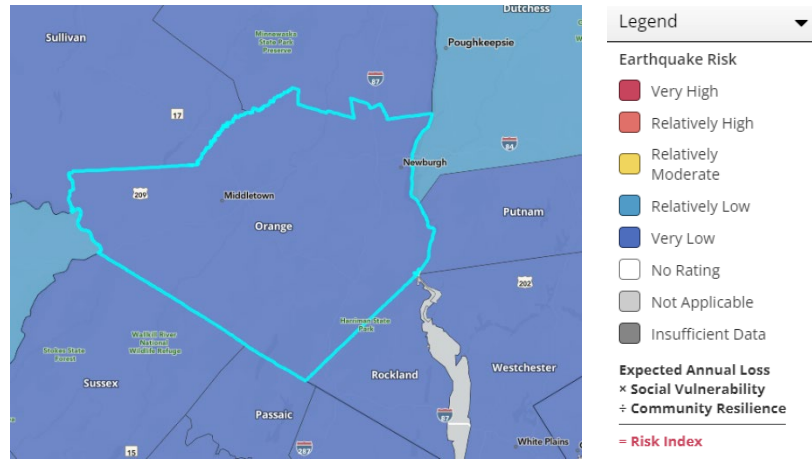 Dutchess
Sullivan
Minnewaska
State Park
Preserve
Poughkeepsie
87
17
84
Newburgh
209
Middletown
Orange
Putnam
202
Harriman State
Park
Wallkill River
National
Wildlife Refuge
Stokes State
Forest
Sussex
Rockland
Westchester
Passaic
87
White Plains
15
287
Legend
Earthquake Risk
Very High
Relatively High
Relatively
Moderate
Relatively Low
Very Low
No Rating
Not Applicable
Insufficient Data
Expected Annual Loss
× Social Vulnerability
÷ Community Resilience
= Risk Index